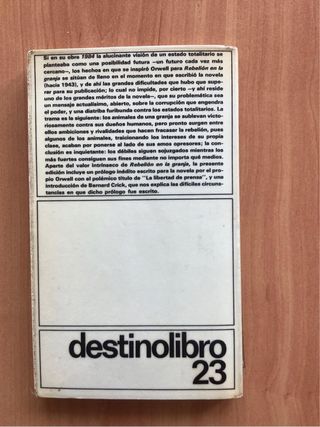 Si en su obra 1984 la alucinante visión de un estado totalitario se
planteaba como una posibilidad futura —un futuro cada vez más
cercano—, los hechos en que se inspiró Orwell para Rebelión en la
granja se sitúan de lleno en el momento en que escribió la novela
(hacia 1943), y de ahí las grandes dificultades que hubo que supe-
rar para su publicación; lo cual no impide, por cierto —y ahí reside
uno de los grandes méritos de la novela—, que su problemática sea
un mensaje actualísimo, abierto, sobre la corrupción que engendra
el poder, y una diatriba furibunda contra los estados totalitarios. La
trama es la siguiente: los animales de una granja se sublevan victo-
riosamente contra sus dueños humanos, pero pronto surgen entre
ellos ambiciones y rivalidades que hacen fracasar la rebelión, pues
algunos de los animales, traicionando los intereses de su propia
clase, acaban por ponerse al lado de sus amos opresores; la con-
clusión es inquietante: los débiles siguen sojuzgados mientras los
más fuertes consiguen sus fines mediante no importa qué medios.
Aparte del valor intrínseco de Rebelión en la granja, la presente
edición incluye un prólogo inédito escrito para la novela por el pro-
pio Orwell con el polémico título de "La libertad de prensa", y una
introducción de Bernard Crick, que nos explica las difíciles circuns-
tancias en que dicho prólogo fue escrito.
destinolibro
23